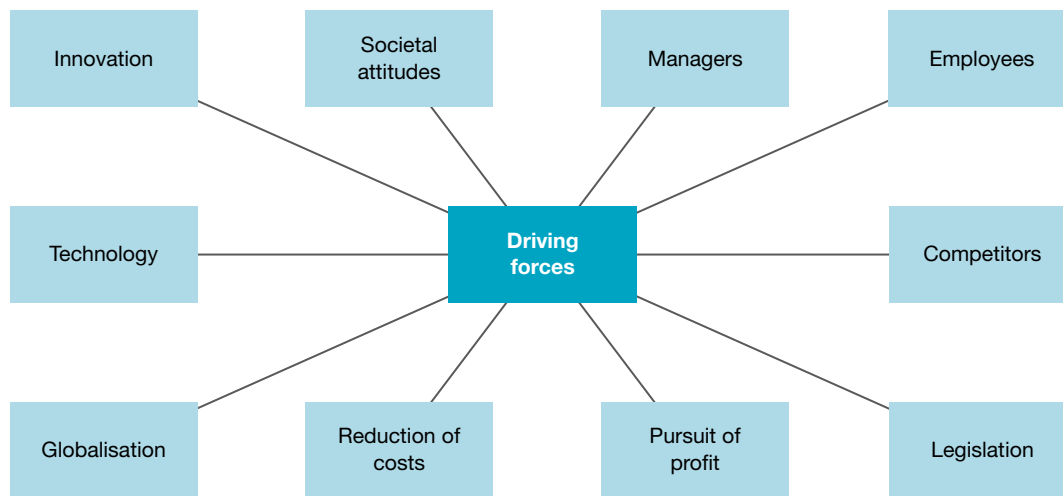 Innovation
Societal
attitudes
Managers
Employees
Technology
Driving
forces
Competitors
Globalisation
Reduction of
costs
Pursuit of
profit
Legislation